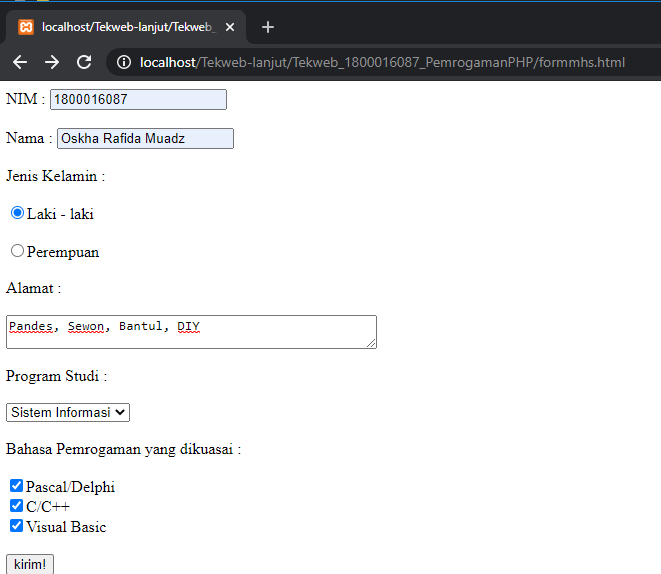 localhost/Tekweb-lanjut/Tekweb_
localhost/Tekweb-lanjut/Tekweb_1800016087_PemrogamanPHP/formmhs.html
NIM : 1800016087
Nama : Oskha Rafida Muadz
Jenis Kelamin :
Laki - laki
Perempuan
Alamat :
Pandes, Sewon, Bantul, DIY
Program Studi :
Sistem Informasi
Bahasa Pemrogaman yang dikuasai :
Pascal/Delphi
C/C++
Visual Basic
kirim!